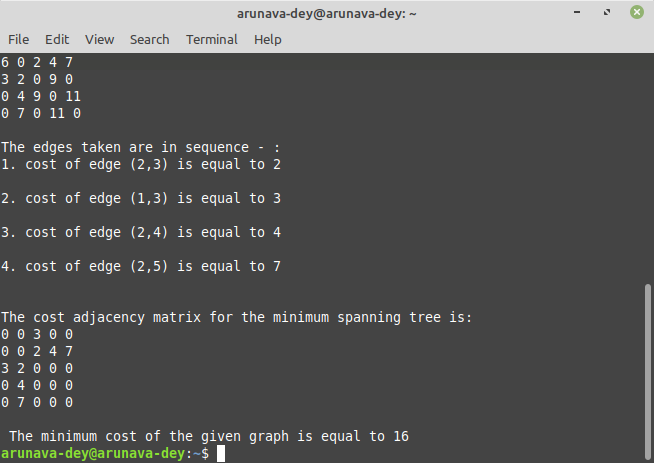 arunava-dey@arunava-dey: ~
File Edit View Search Terminal Help
6 0 2 4 7
3 2 0 9 0
0 4 9 0 11
0 7 0 11 0
The edges taken are in sequence - :
1. cost of edge (2,3) is equal to 2
2. cost of edge (1,3) is equal to 3
3. cost of edge (2,4) is equal to 4
4. cost of edge (2,5) is equal to 7
The cost adjacency matrix for the minimum spanning tree is:
0 0 3 0 0
0 0 2 4 7
3 2 0 0 0
0 4 0 0 0
0 7 0 0 0
The minimum cost of the given graph is equal to 16
arunava-dey@arunava-dey:~$